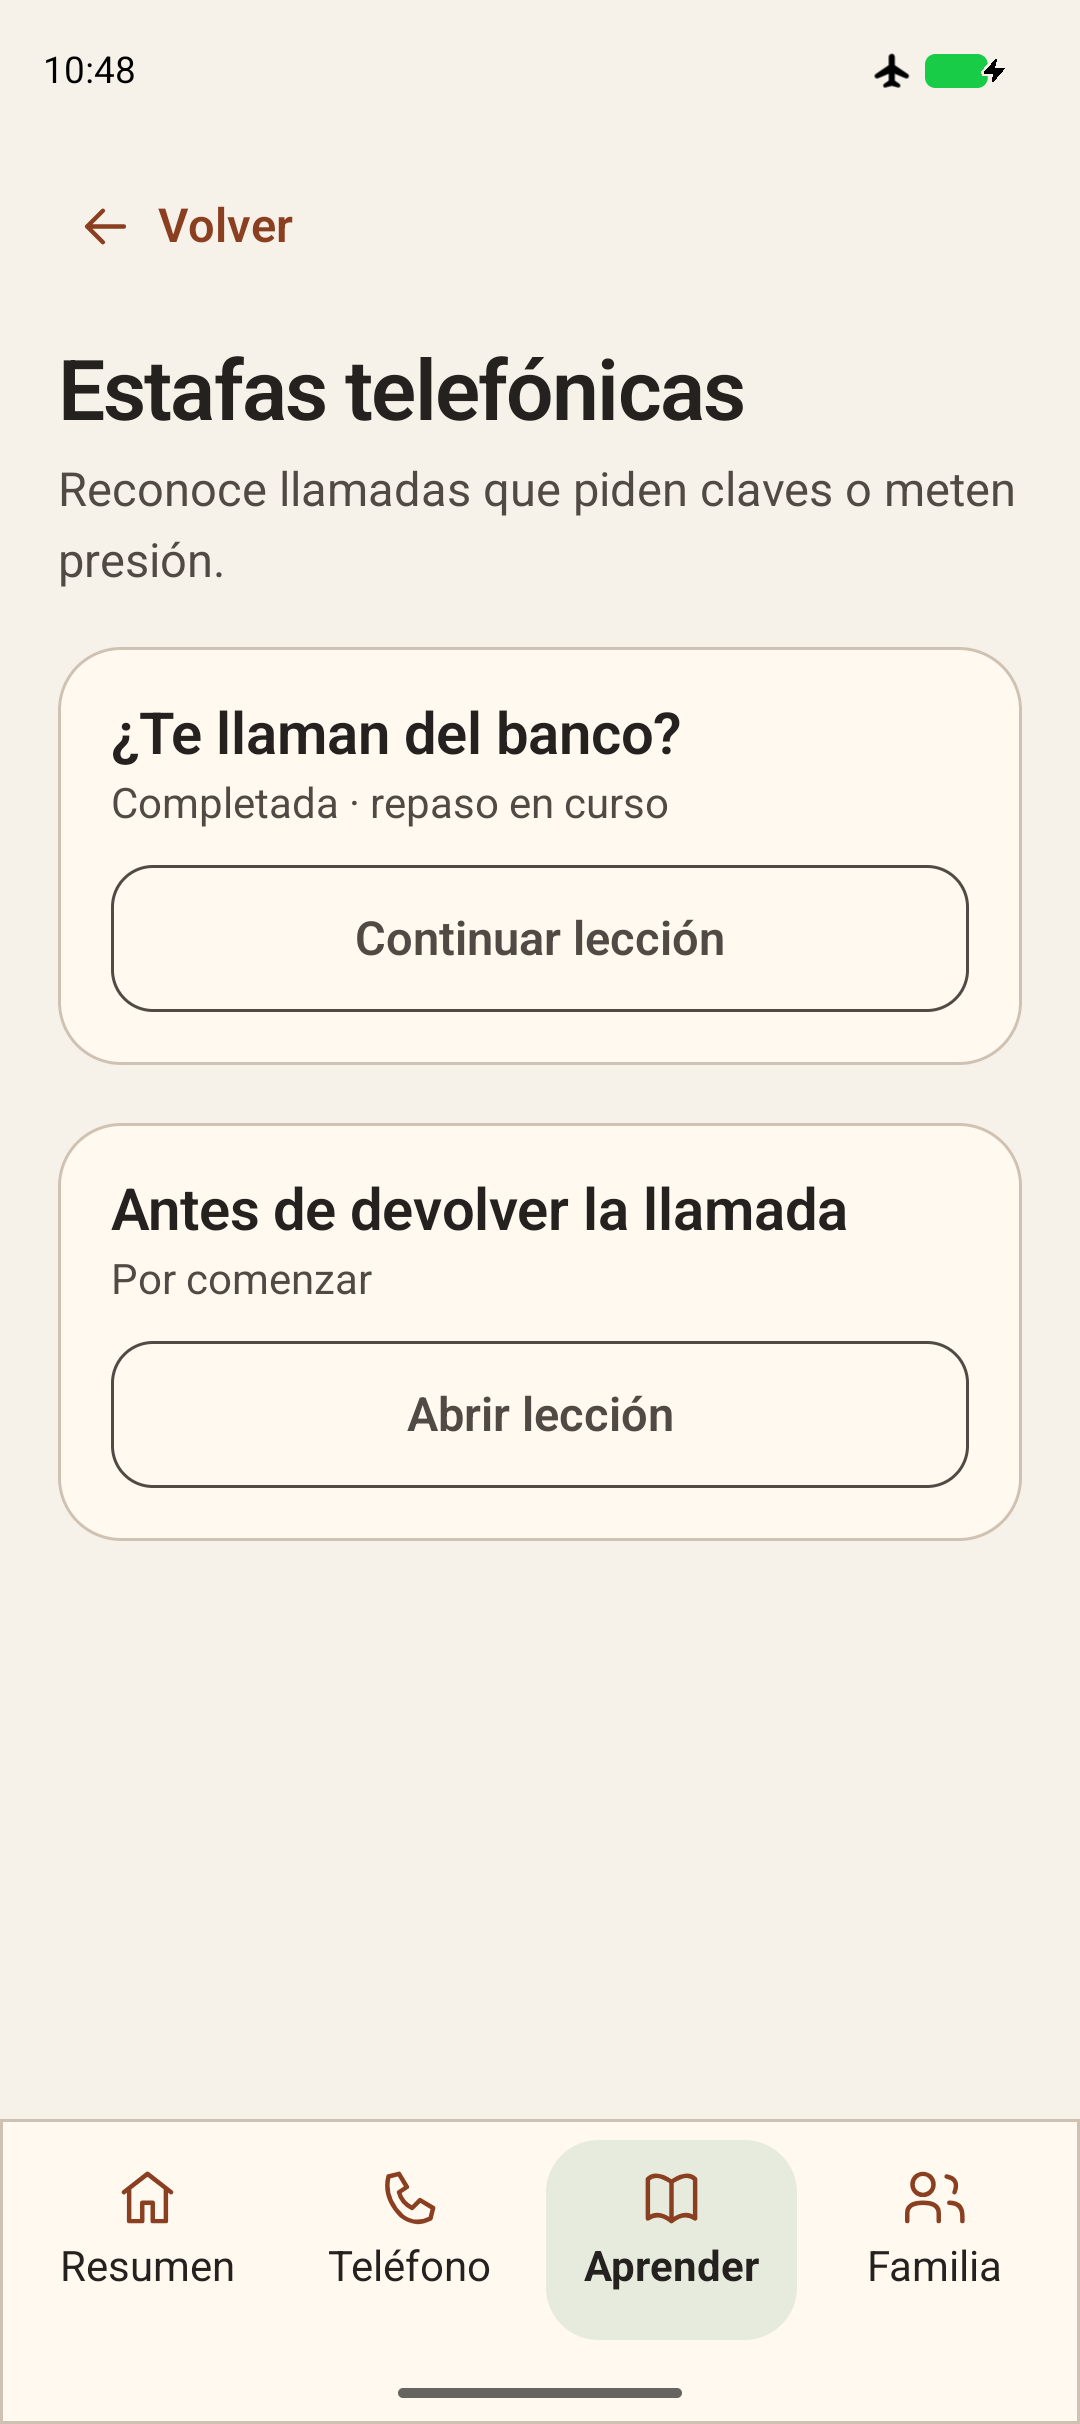 10:48
Volver
Estafas telefónicas
Reconoce llamadas que piden claves o meten
presión.
¿Te llaman del banco?
Completada · repaso en curso
Continuar lección
Antes de devolver la llamada
Por comenzar
Abrir lección
Resumen
Teléfono
Aprender
Familia